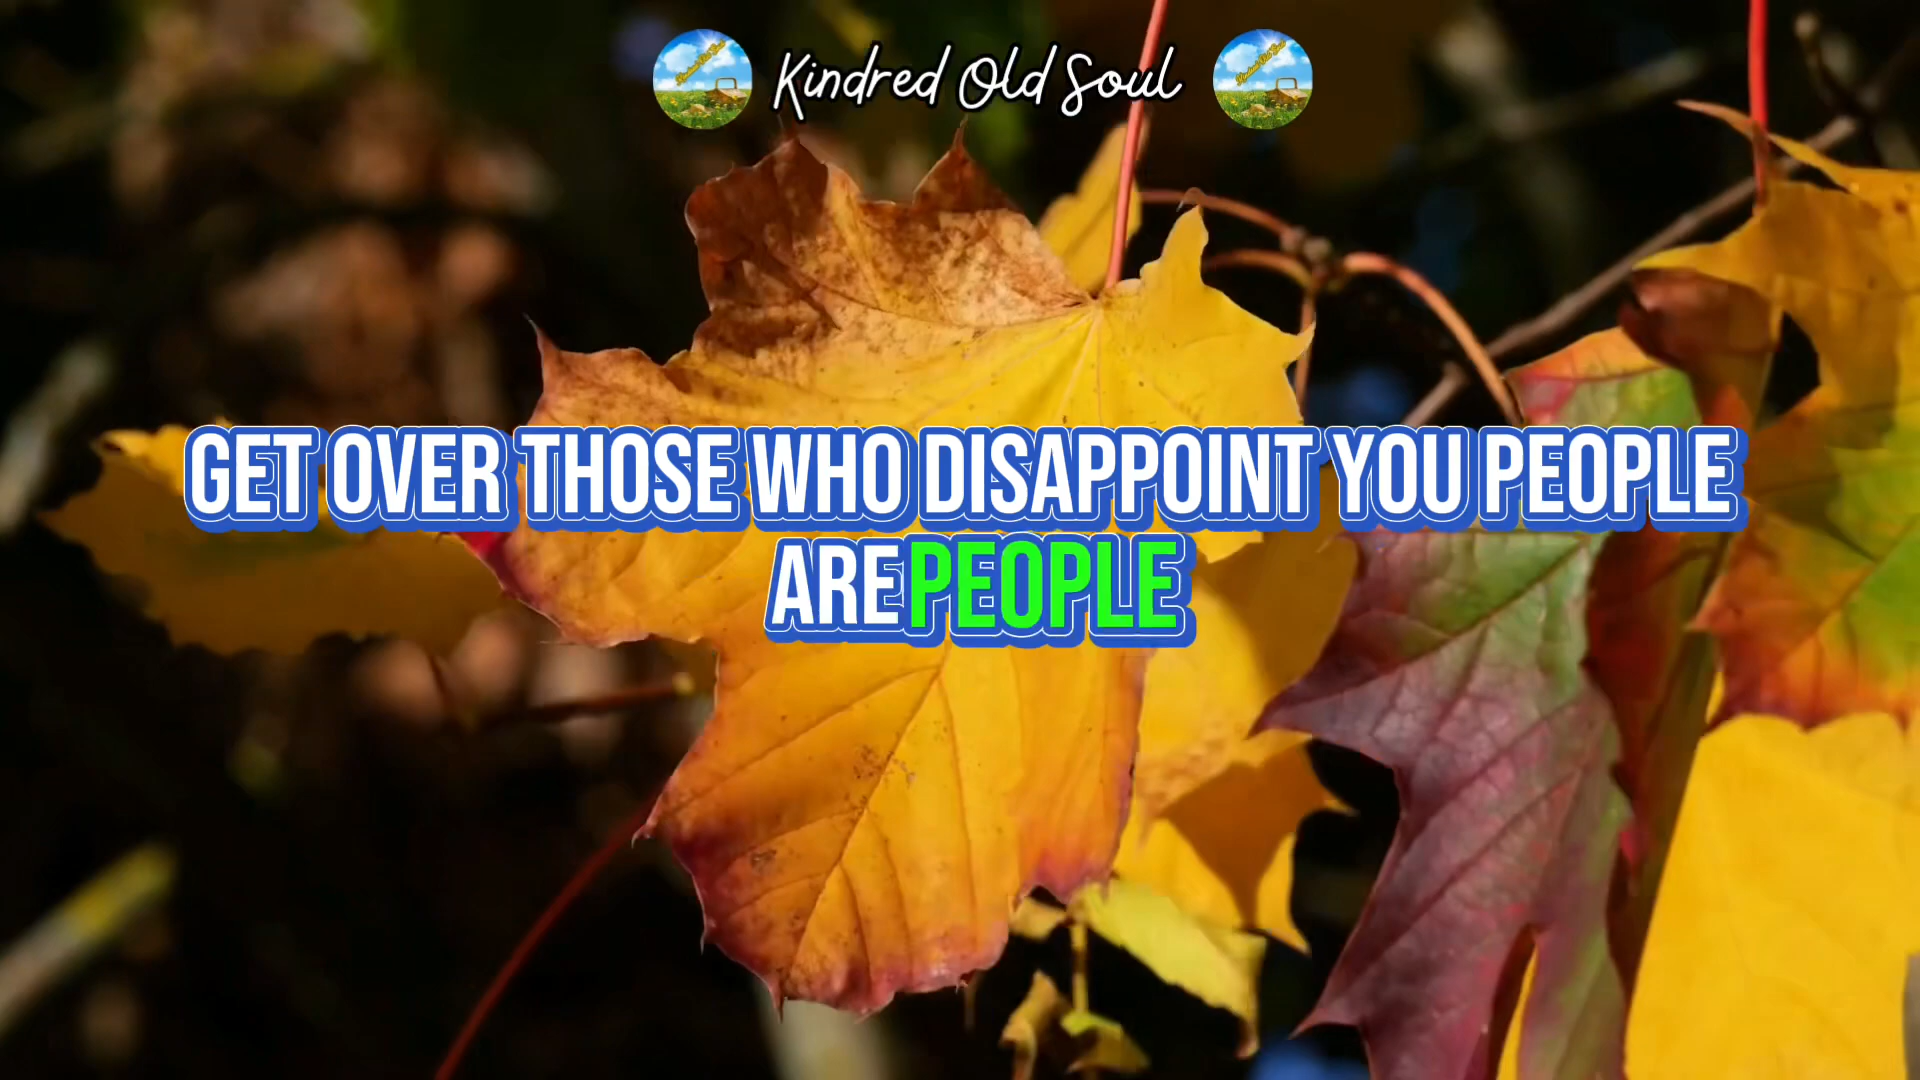 Kindred Old Soul
GET OVER THOSE WHO DISAPPOINT YOU PEOPLE
ARE PEOPLE